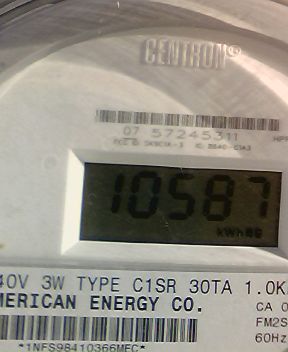 CENTRON®
07 57245311
10587
40V 3W TYPE C1SR 30TA 1.0K
MERICAN ENERGY CO.
CA 0
FM2S
60Hz
*1NFS98410366MEC*